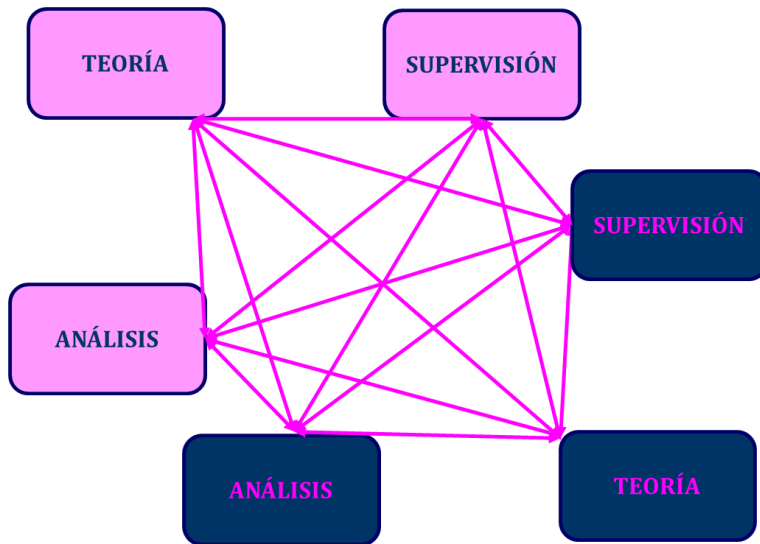 TEORÍA
SUPERVISIÓN
SUPERVISIÓN
ANÁLISIS
ANÁLISIS
TEORÍA